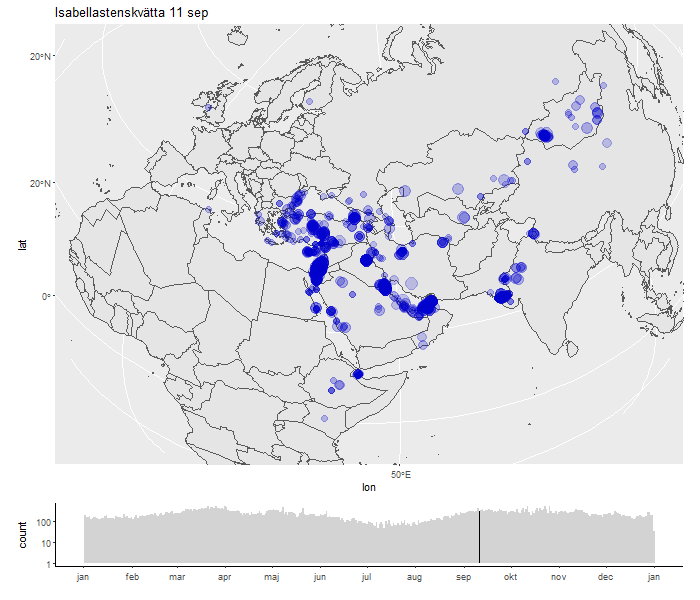 Isabellastenskvätta 11 sep
20°N
20°N
0°
lat
50°E
lon
count
100
10
1
jan feb mar apr maj jun jul aug sep okt nov dec jan